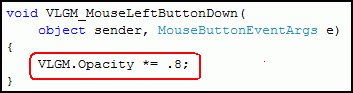 void VLGM_MouseLeftButtonDown(
object sender, MouseButtonEventArgs e)
{
VLGM.Opacity *= .8;
}